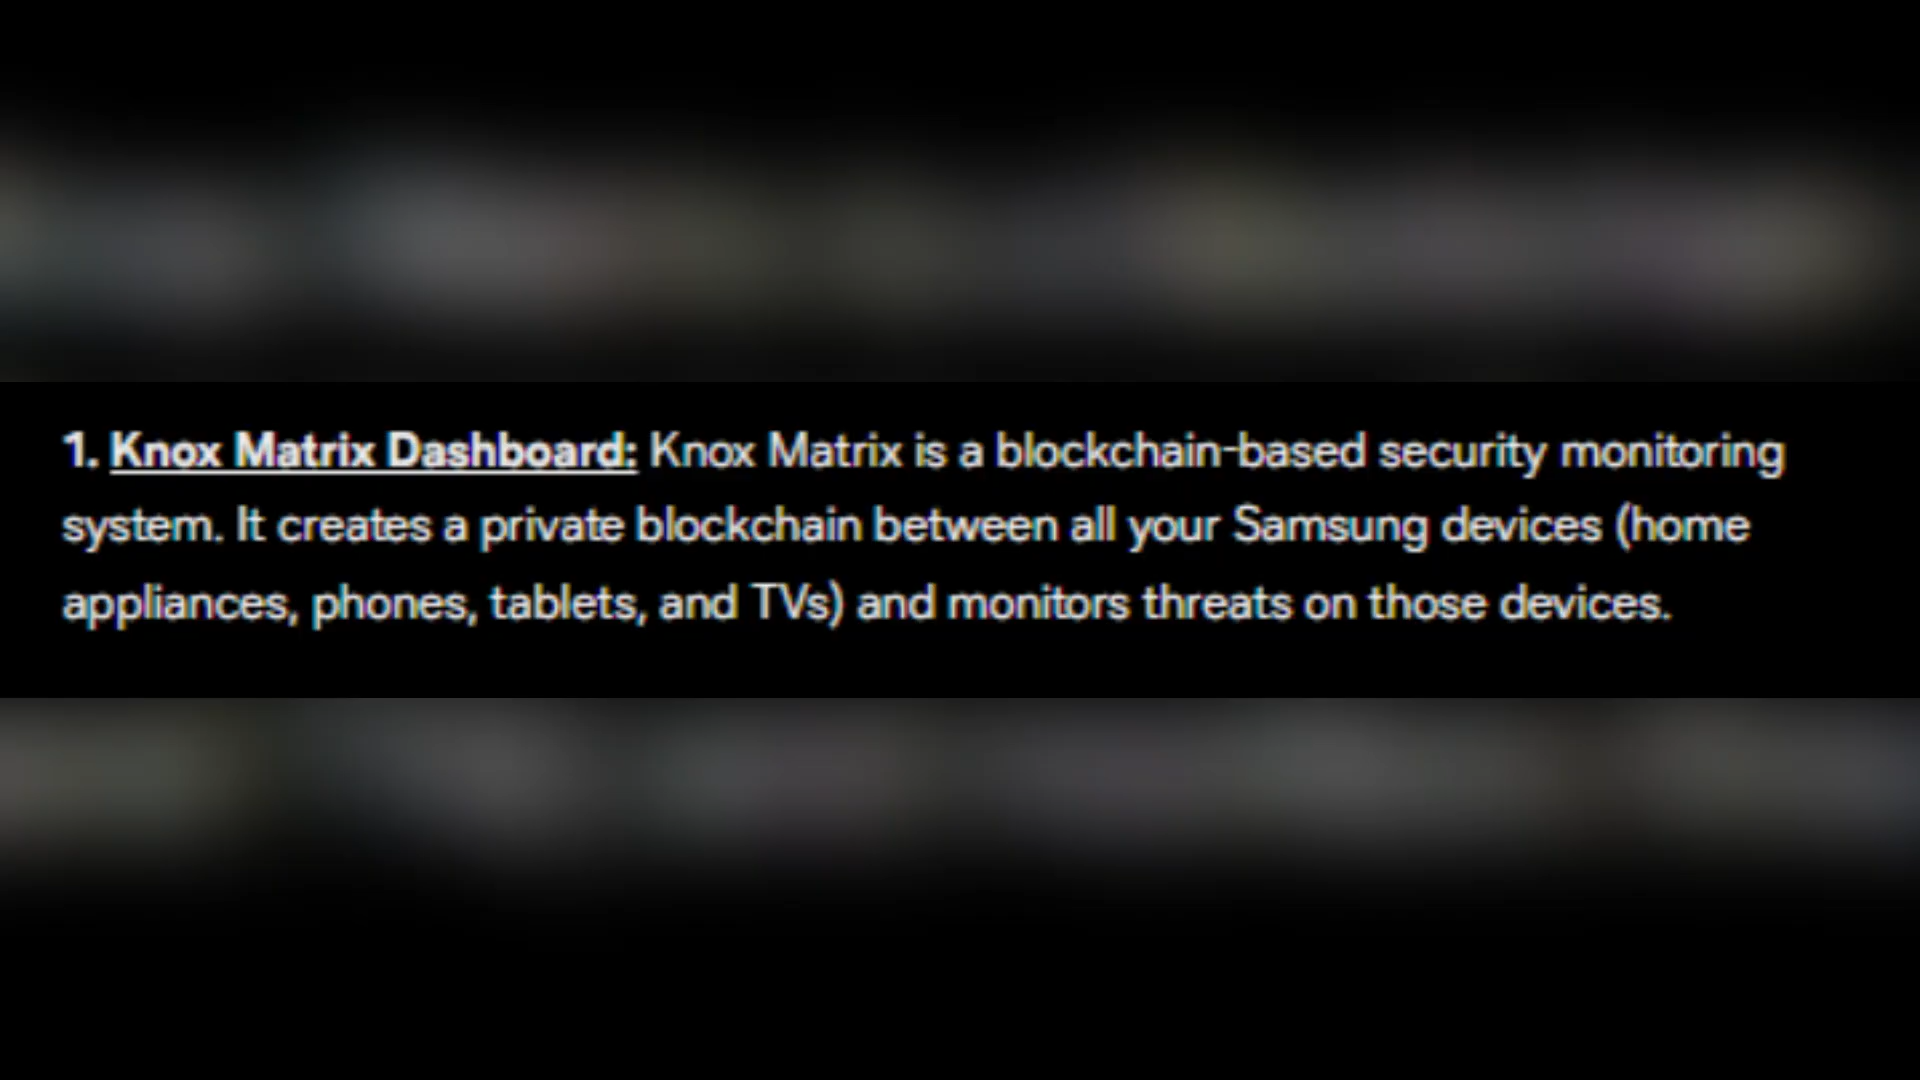 1. Knox Matrix Dashboard: Knox Matrix is a blockchain-based security monitoring
system. It creates a private blockchain between all your Samsung devices (home
appliances, phones, tablets, and TVs) and monitors threats on those devices.